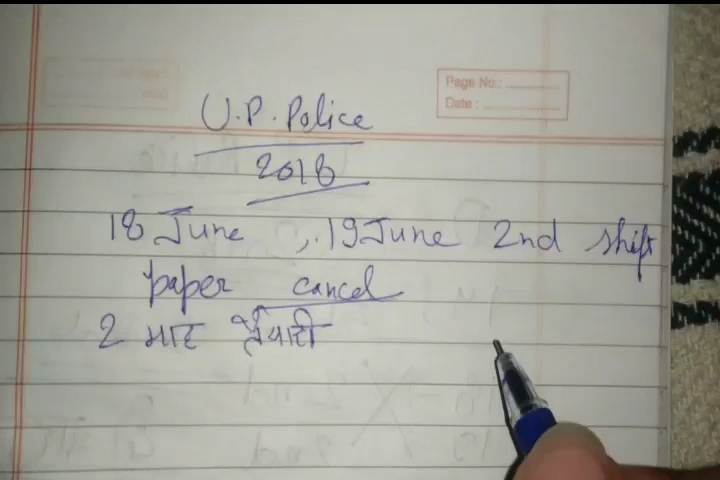 Page No.:
Date :
U.P. Police
2018
18 June , 19 June 2nd shift
paper cancel
2 माह तैयारी